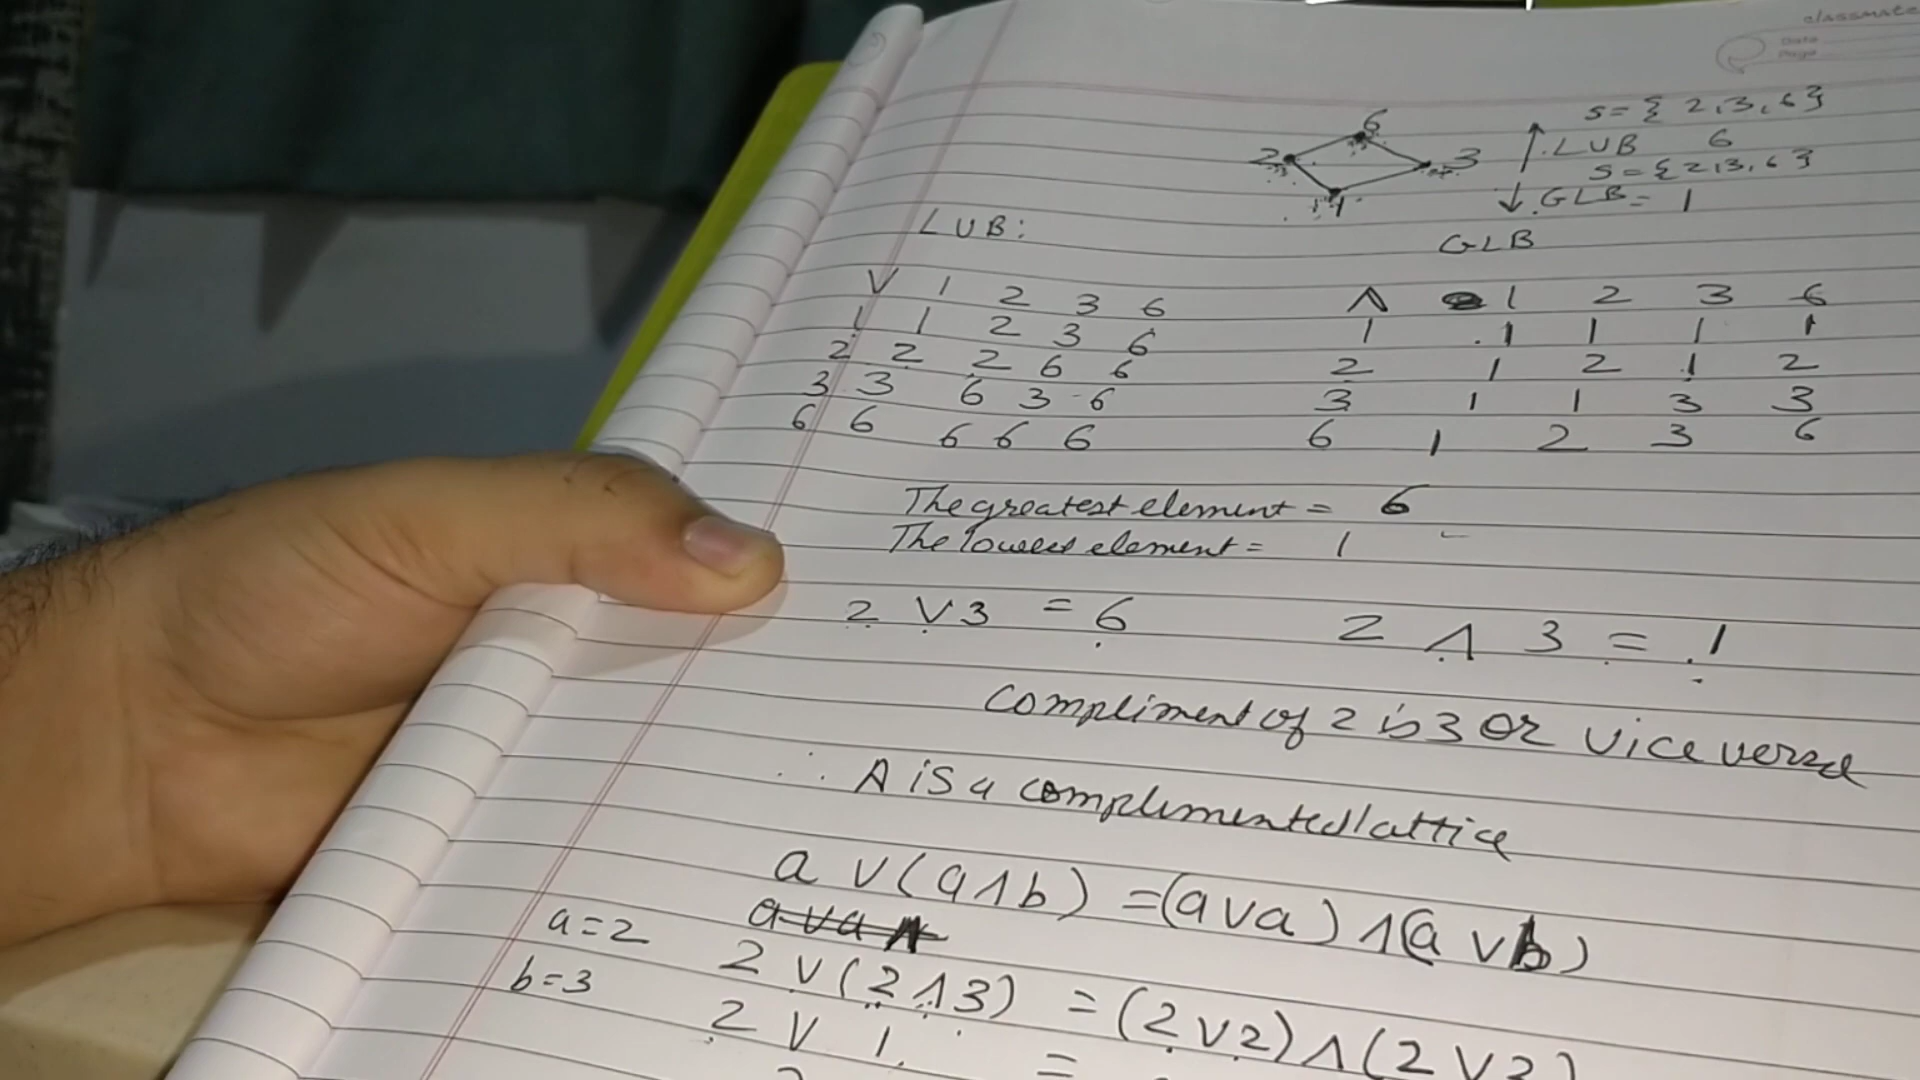 classmate
Date
Page
6
2 3
1
S = { 2, 3, 6 }
LUB 6
S = { 2, 3, 6 }
GLB = 1
LUB:
V 1 2 3 6
1 1 2 3 6
2 2 2 6 6
3 3 6 3 6
6 6 6 6 6
GLB
Λ 1 2 3 6
1 1 1 1 1
2 1 2 1 2
3 1 1 3 3
6 1 2 3 6
The greatest element = 6
The lowest element = 1
2 V 3 = 6 2 Λ 3 = 1
Compliment of 2 is 3 or vice versa
∴ A is a complimented lattice
a V (a Λ b) = (a V a) Λ (a V b)
a V a Λ
a = 2 2 V (2 Λ 3) = (2 V 2) Λ (2 V 3)
b = 3 2 V 1 =